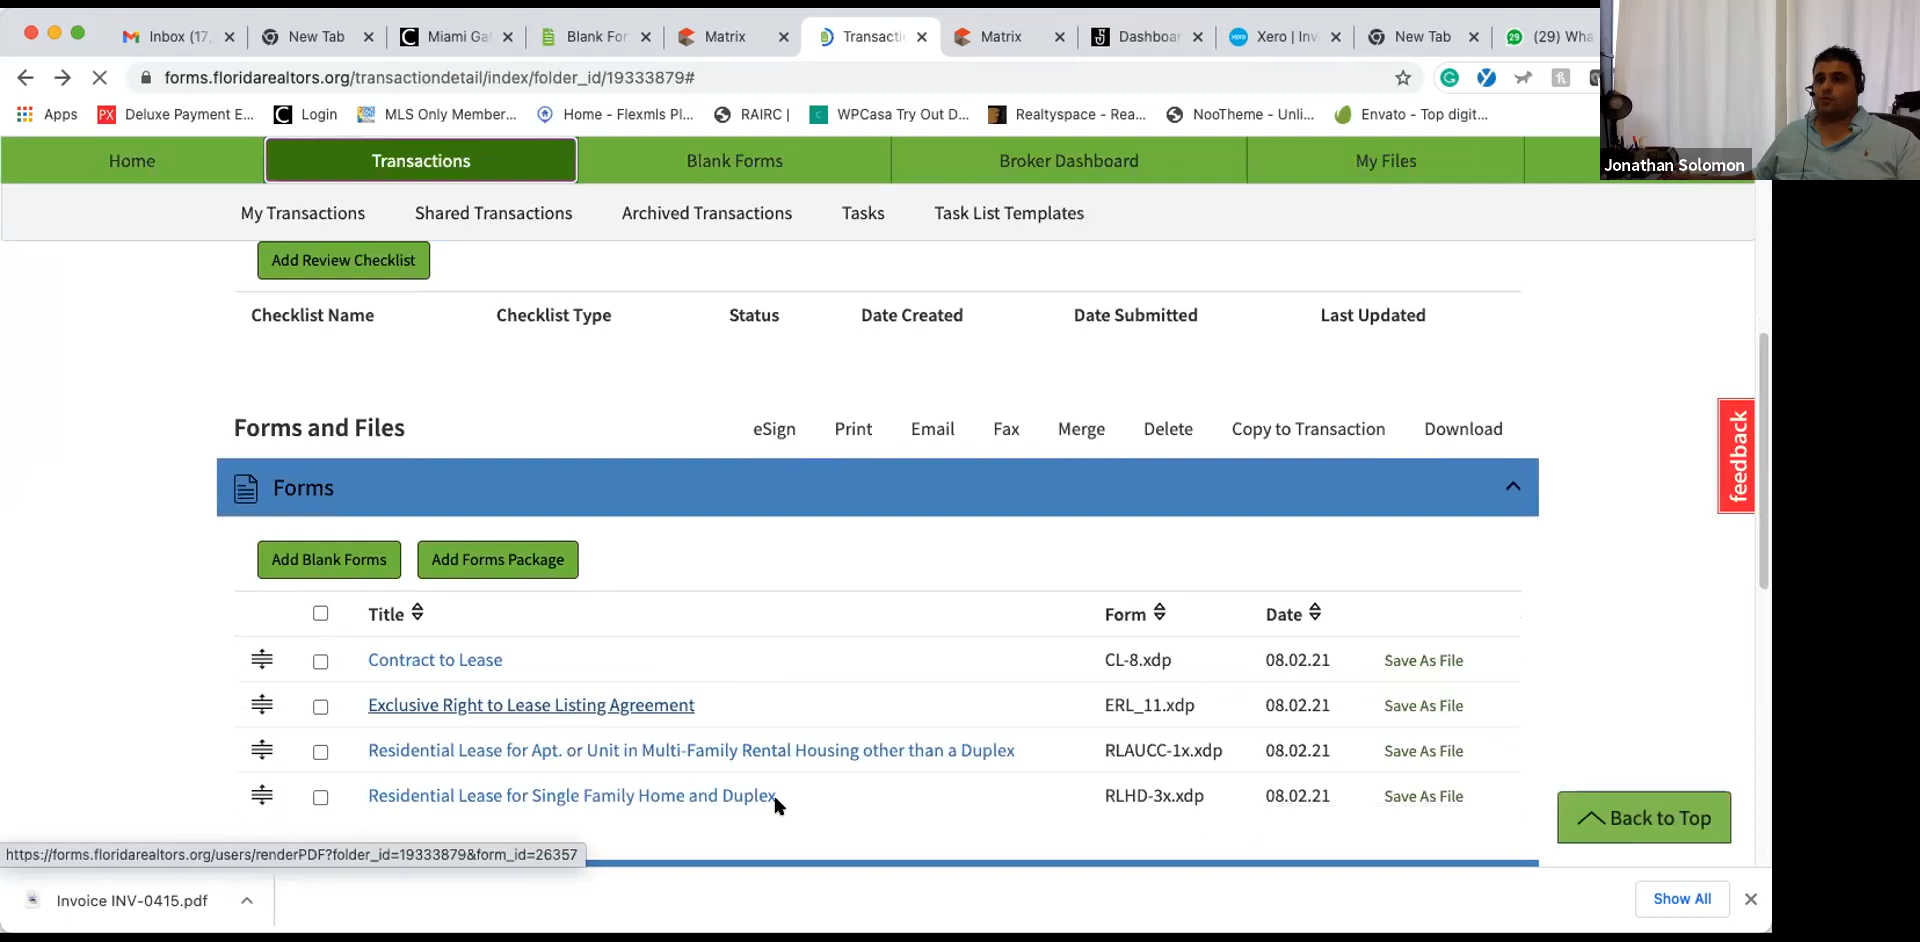 Inbox (17,
New Tab
Miami Ga
Blank For
Matrix
Transacti
Matrix
Dashboar
Xero | Inv
New Tab
(29) Wha
forms.floridarealtors.org/transactiondetail/index/folder_id/19333879#
Apps
PX
Deluxe Payment E...
Login
MLS Only Member...
Home - Flexmls Pl...
RAIRC |
WPCasa Try Out D...
Realtyspace - Rea...
NooTheme - Unli...
Envato - Top digit...
Jonathan Solomon
Home
Transactions
Blank Forms
Broker Dashboard
My Files
My Transactions
Shared Transactions
Archived Transactions
Tasks
Task List Templates
Add Review Checklist
Checklist Name
Checklist Type
Status
Date Created
Date Submitted
Last Updated
Forms and Files
eSign
Print
Email
Fax
Merge
Delete
Copy to Transaction
Download
feedback
Forms
Add Blank Forms
Add Forms Package
Title
Form
Date
Contract to Lease
CL-8.xdp
08.02.21
Save As File
Exclusive Right to Lease Listing Agreement
ERL_11.xdp
08.02.21
Save As File
Residential Lease for Apt. or Unit in Multi-Family Rental Housing other than a Duplex
RLAUCC-1x.xdp
08.02.21
Save As File
Residential Lease for Single Family Home and Duplex
RLHD-3x.xdp
08.02.21
Save As File
Back to Top
https://forms.floridarealtors.org/users/renderPDF?folder_id=19333879&form_id=26357
Invoice INV-0415.pdf
Show All